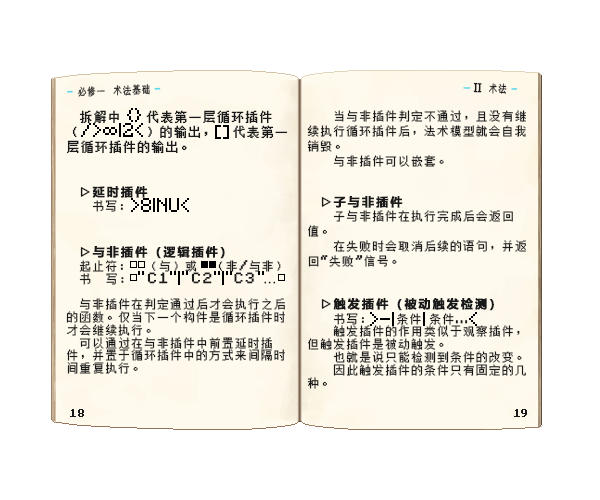 - 必修一 术法基础 -
拆解中 {} 代表第一层循环插件
(/>∞|2<) 的输出，[] 代表第一
层循环插件的输出。
▷延时插件
书写：>8INU<
▷与非插件（逻辑插件）
起止符：□□（与）或■■（非/与非）
书　写：□"C1"|"C2"|"C3"…□
与非插件在判定通过后才会执行之后
的函数。仅当下一个构件是循环插件时
才会继续执行。
可以通过在与非插件中前置延时插
件，并置于循环插件中的方式来间隔时
间重复执行。
18
- II 术法 -
当与非插件判定不通过，且没有继
续执行循环插件后，法术模型就会自我
销毁。
与非插件可以嵌套。
▷子与非插件
子与非插件在执行完成后会返回
值。
在失败时会取消后续的语句，并返
回"失败"信号。
▷触发插件（被动触发检测）
书写：>—|条件|条件…<
触发插件的作用类似于观察插件，
但触发插件是被动触发。
也就是说只能检测到条件的改变。
因此触发插件的条件只有固定的几
种。
19